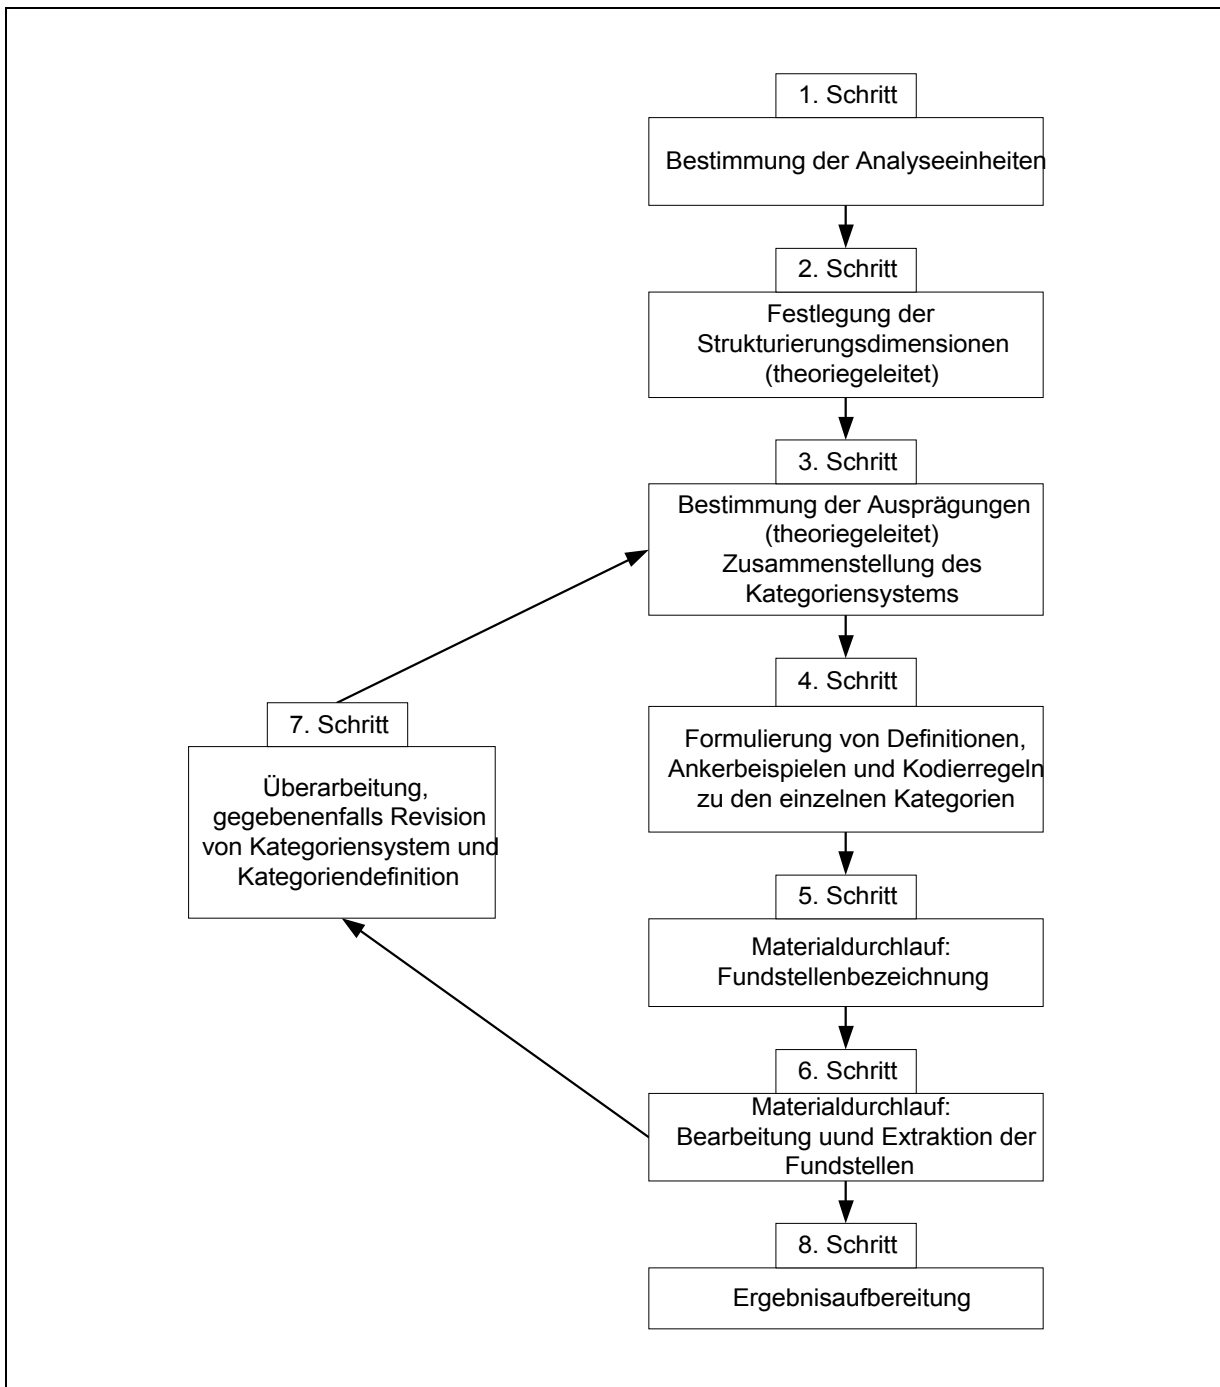 1. Schritt
Bestimmung der Analyseeinheiten
2. Schritt
Festlegung der
Strukturierungsdimensionen
(theoriegeleitet)
3. Schritt
Bestimmung der Ausprägungen
(theoriegeleitet)
Zusammenstellung des
Kategoriensystems
4. Schritt
Formulierung von Definitionen,
Ankerbeispielen und Kodierregeln
zu den einzelnen Kategorien
5. Schritt
Materialdurchlauf:
Fundstellenbezeichnung
6. Schritt
Materialdurchlauf:
Bearbeitung uund Extraktion der
Fundstellen
7. Schritt
Überarbeitung,
gegebenenfalls Revision
von Kategoriensystem und
Kategoriendefinition
8. Schritt
Ergebnisaufbereitung